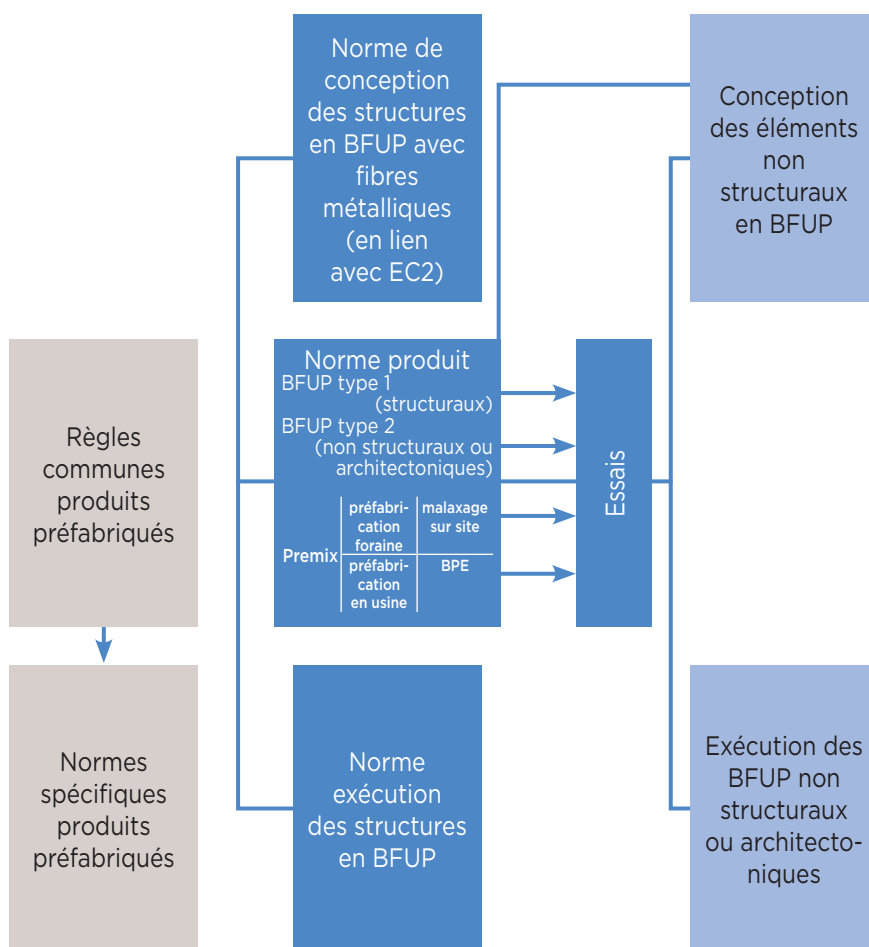 Norme de
conception
des structures
en BFUP avec
fibres
métalliques
(en lien
avec EC2)
Conception
des éléments
non
structuraux
en BFUP
Règles
communes
produits
préfabriqués
Norme produit
BFUP type 1
(structuraux)
BFUP type 2
(non structuraux ou
architectoniques)
Premix
préfabri-
cation
foraine
malaxage
sur site
préfabri-
cation
en usine
BPE
Essais
Normes
spécifiques
produits
préfabriqués
Norme
exécution
des structures
en BFUP
Exécution des
BFUP non
structuraux
ou architecto-
niques